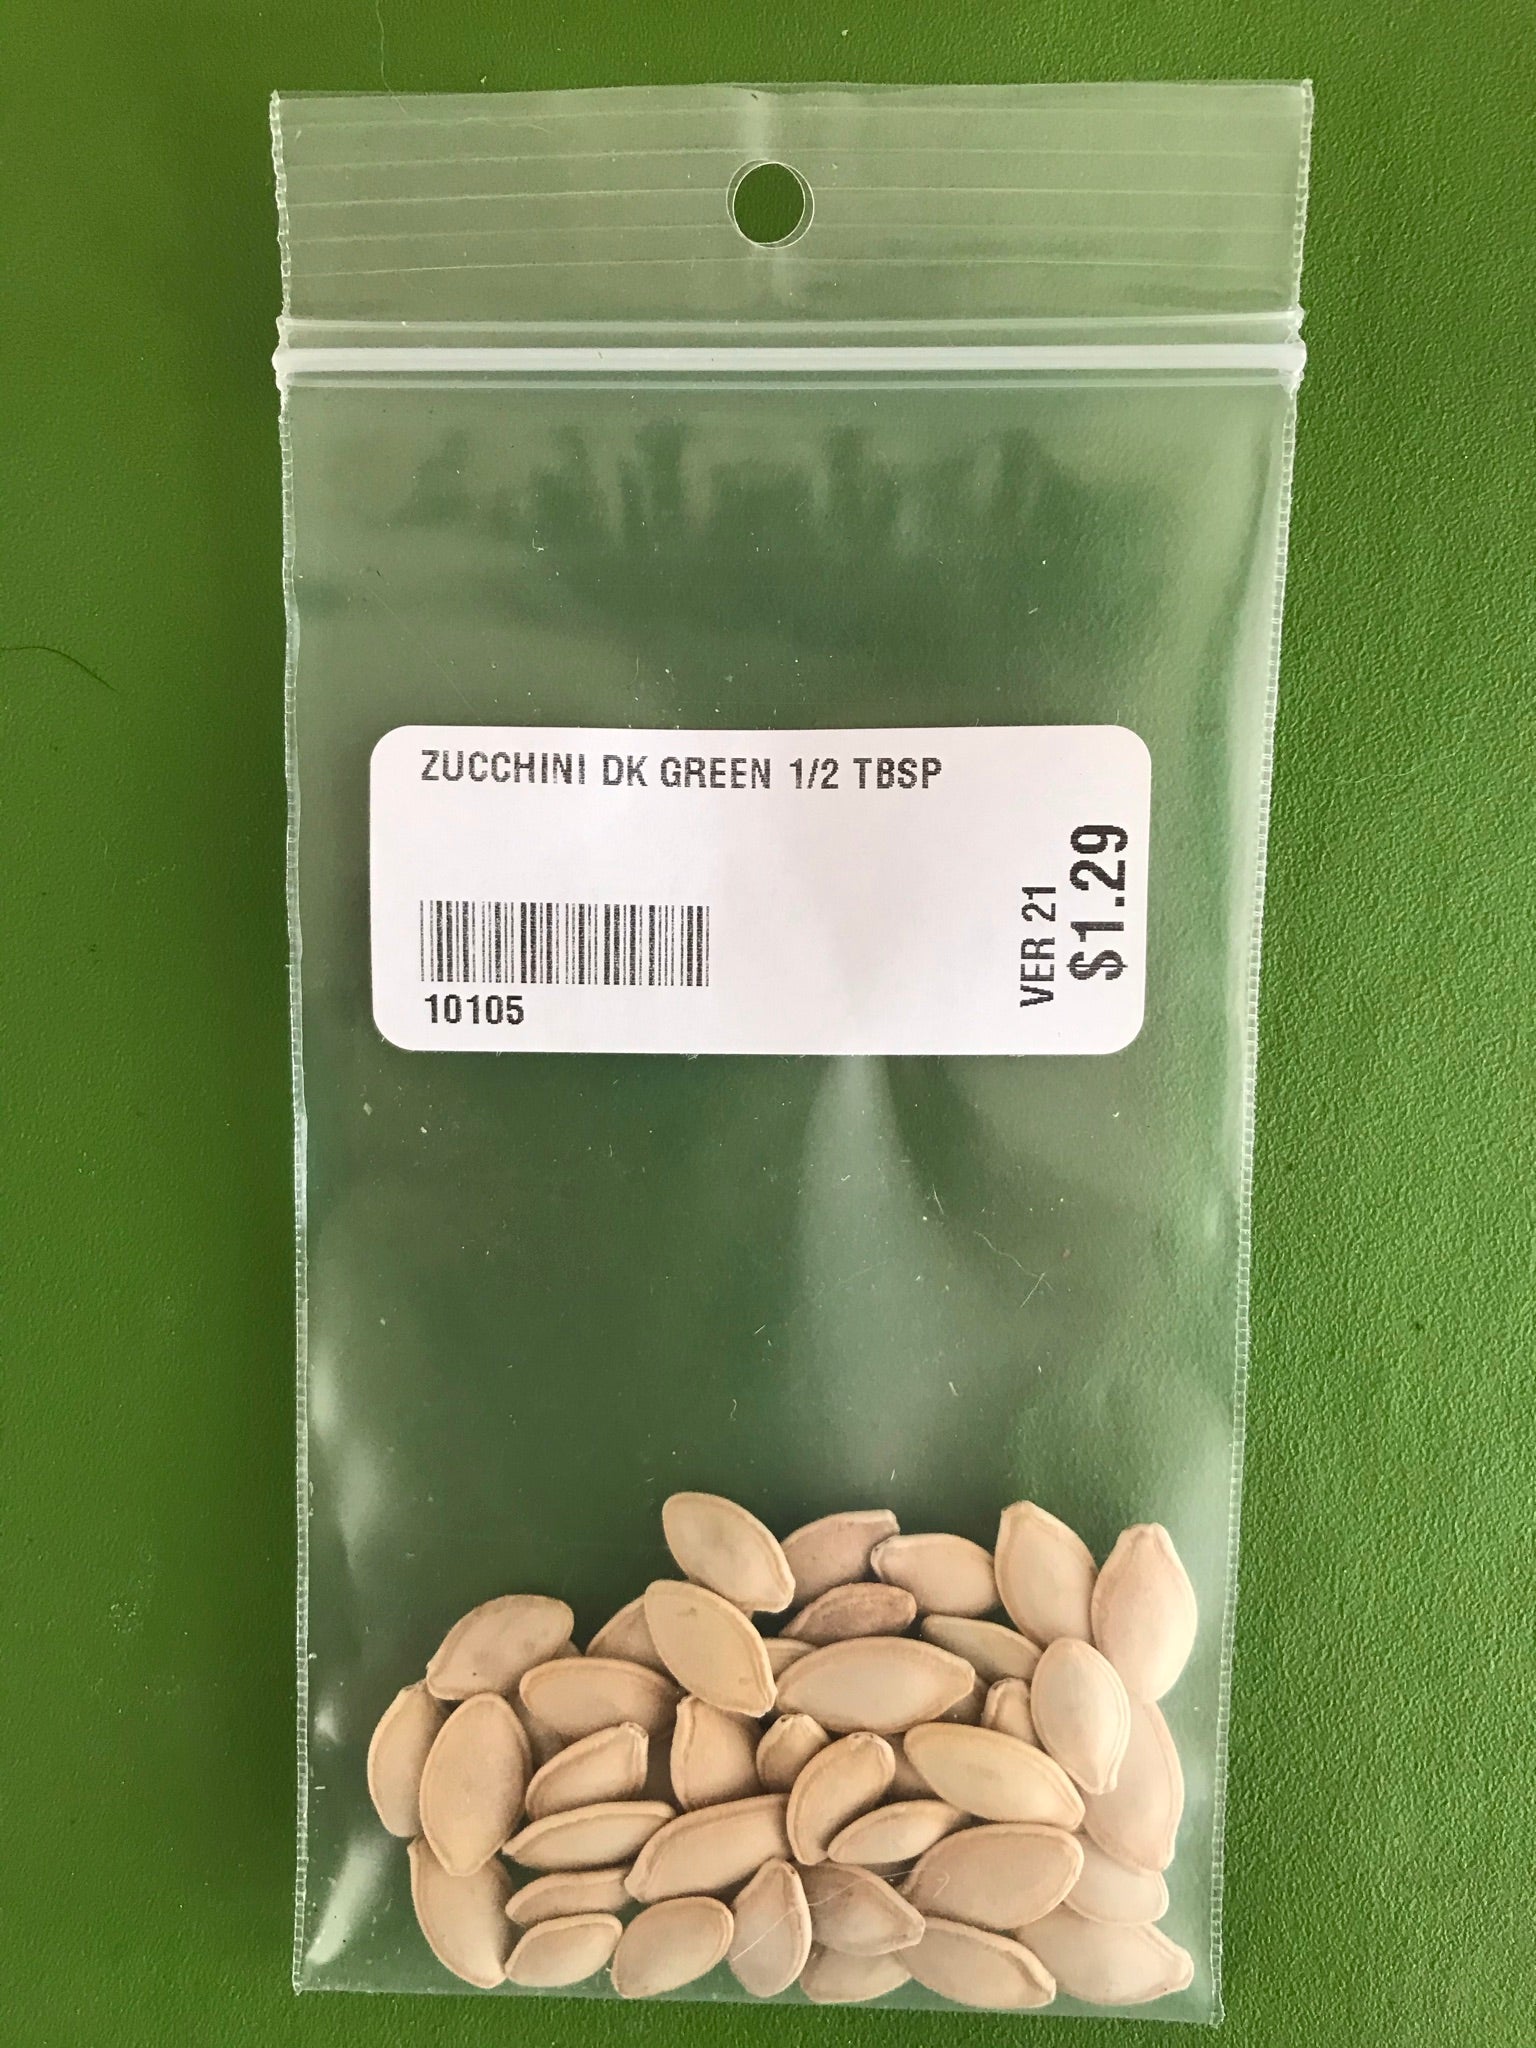 ZUCCHINI DK GREEN 1/2 TBSP
10105
VER 21
$1.29